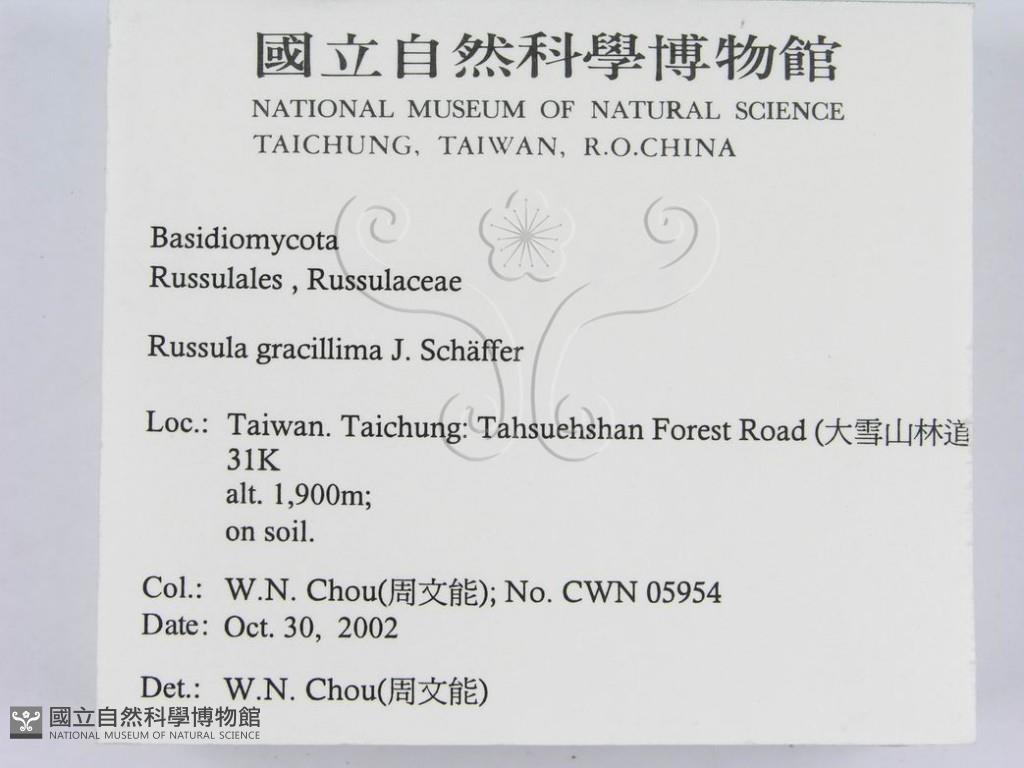 國立自然科學博物館
NATIONAL MUSEUM OF NATURAL SCIENCE
TAICHUNG, TAIWAN, R.O.CHINA
Basidiomycota
Russulales , Russulaceae
Russula gracillima J. Schäffer
Loc.: Taiwan. Taichung: Tahsuehshan Forest Road (大雪山林道
31K
alt. 1,900m;
on soil.
Col.: W.N. Chou(周文能); No. CWN 05954
Date: Oct. 30, 2002
Det.: W.N. Chou(周文能)
國立自然科學博物館
NATIONAL MUSEUM OF NATURAL SCIENCE